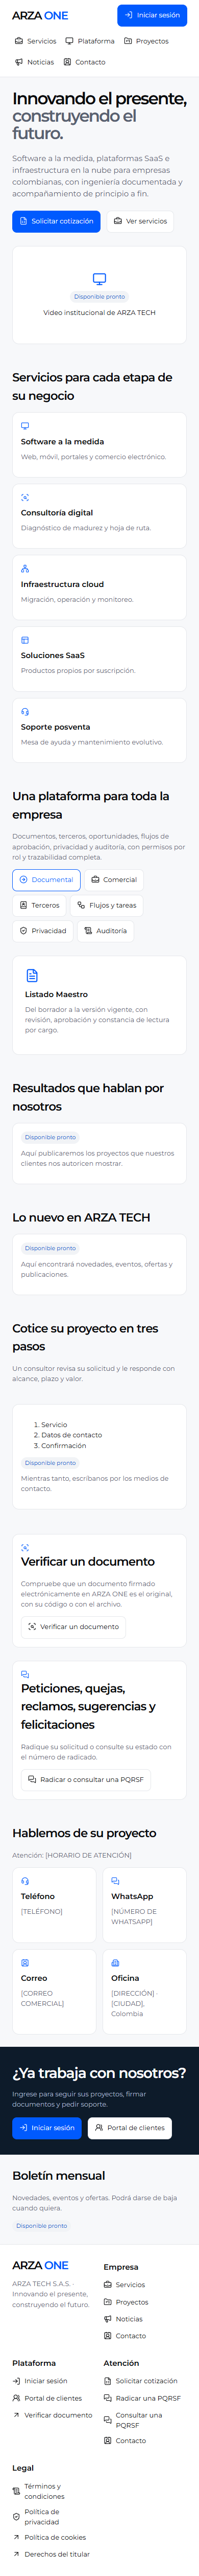 ARZA ONE
Iniciar sesión
Servicios
Plataforma
Proyectos
Noticias
Contacto
Innovando el presente,
construyendo el
futuro.
Software a la medida, plataformas SaaS e
infraestructura en la nube para empresas
colombianas, con ingeniería documentada y
acompañamiento de principio a fin.
Solicitar cotización
Ver servicios
Disponible pronto
Video institucional de ARZA TECH
Servicios para cada etapa de
su negocio
Software a la medida
Web, móvil, portales y comercio electrónico.
Consultoría digital
Diagnóstico de madurez y hoja de ruta.
Infraestructura cloud
Migración, operación y monitoreo.
Soluciones SaaS
Productos propios por suscripción.
Soporte posventa
Mesa de ayuda y mantenimiento evolutivo.
Una plataforma para toda la
empresa
Documentos, terceros, oportunidades, flujos de
aprobación, privacidad y auditoría, con permisos por
rol y trazabilidad completa.
Documental
Comercial
Terceros
Flujos y tareas
Privacidad
Auditoría
Listado Maestro
Del borrador a la versión vigente, con
revisión, aprobación y constancia de lectura
por cargo.
Resultados que hablan por
nosotros
Disponible pronto
Aquí publicaremos los proyectos que nuestros
clientes nos autoricen mostrar.
Lo nuevo en ARZA TECH
Disponible pronto
Aquí encontrará novedades, eventos, ofertas y
publicaciones.
Cotice su proyecto en tres
pasos
Un consultor revisa su solicitud y le responde con
alcance, plazo y valor.
1. Servicio
2. Datos de contacto
3. Confirmación
Disponible pronto
Mientras tanto, escríbanos por los medios de
contacto.
Verificar un documento
Compruebe que un documento firmado
electrónicamente en ARZA ONE es el original,
con su código o con el archivo.
Verificar un documento
Peticiones, quejas,
reclamos, sugerencias y
felicitaciones
Radique su solicitud o consulte su estado con
el número de radicado.
Radicar o consultar una PQRSF
Hablemos de su proyecto
Atención: [HORARIO DE ATENCIÓN]
Teléfono
[TELÉFONO]
WhatsApp
[NÚMERO DE
WHATSAPP]
Correo
[CORREO
COMERCIAL]
Oficina
[DIRECCIÓN] ·
[CIUDAD],
Colombia
¿Ya trabaja con nosotros?
Ingrese para seguir sus proyectos, firmar
documentos y pedir soporte.
Iniciar sesión
Portal de clientes
Boletín mensual
Novedades, eventos y ofertas. Podrá darse de baja
cuando quiera.
Disponible pronto
ARZA ONE
ARZA TECH S.A.S. ·
Innovando el presente,
construyendo el futuro.
Empresa
Servicios
Proyectos
Noticias
Contacto
Plataforma
Iniciar sesión
Portal de clientes
Verificar documento
Atención
Solicitar cotización
Radicar una PQRSF
Consultar una
PQRSF
Contacto
Legal
Términos y
condiciones
Política de
privacidad
Política de cookies
Derechos del titular